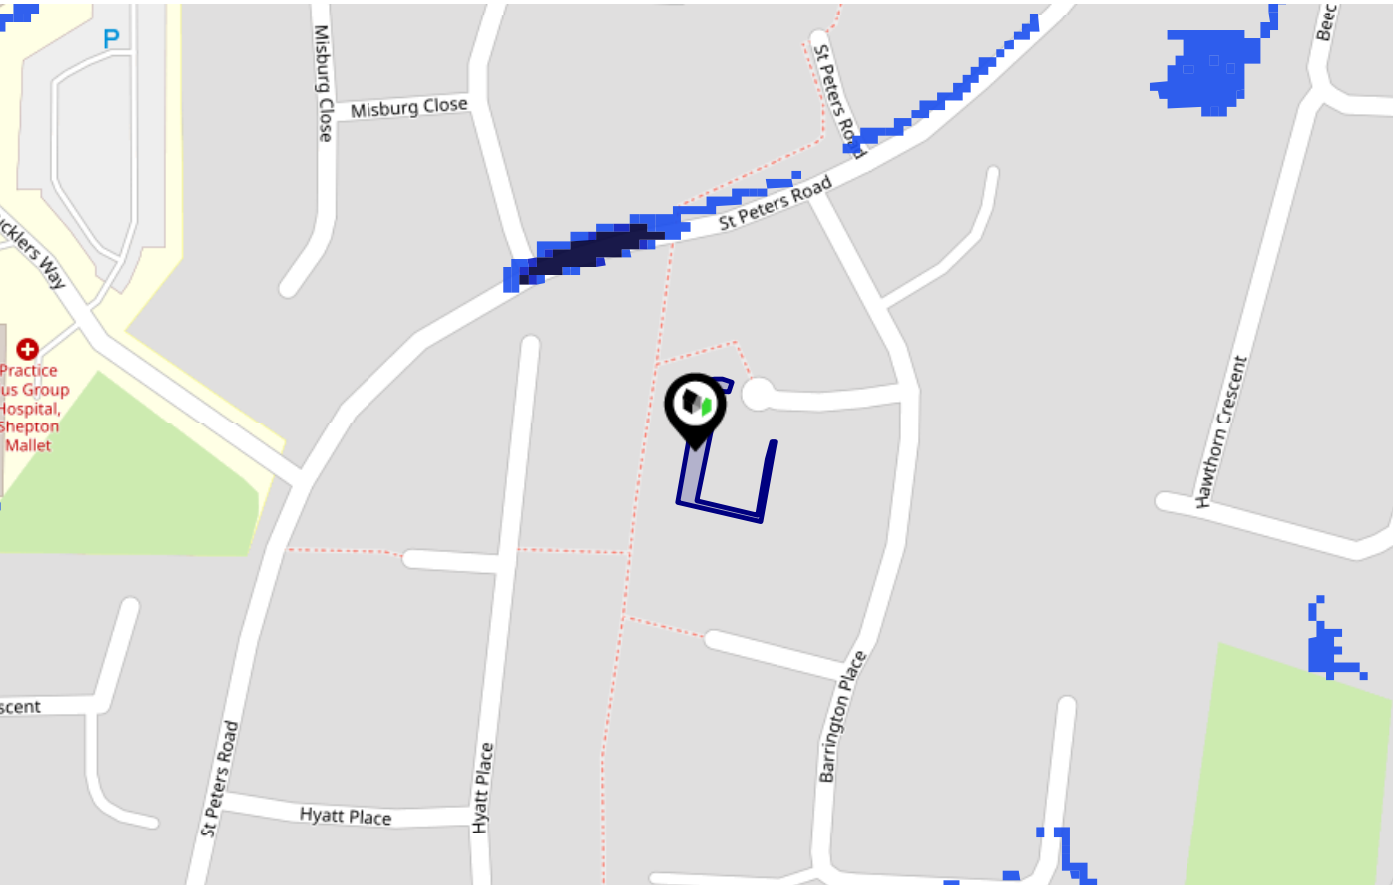 P
Misburg Close
Misburg Close
St Peters Road
Beec
St Peters Road
ucklers Way
Practice
us Group
Hospital,
Shepton
Mallet
Hawthorn Crescent
scent
St Peters Road
Hyatt Place
Hyatt Place
Barrington Place